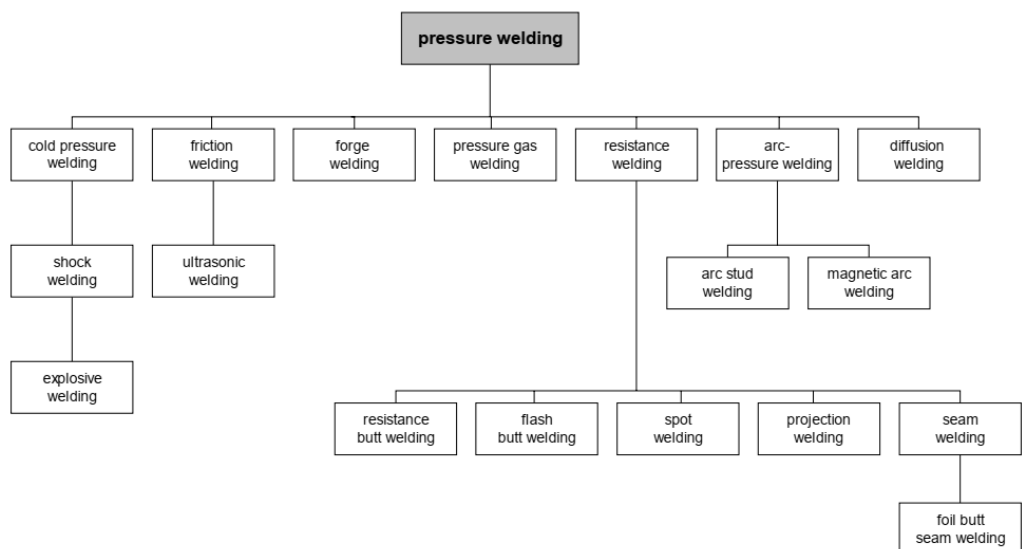 pressure welding
cold pressure
welding
friction
welding
forge
welding
pressure gas
welding
resistance
welding
arc-
pressure welding
diffusion
welding
shock
welding
ultrasonic
welding
arc stud
welding
magnetic arc
welding
explosive
welding
resistance
butt welding
flash
butt welding
spot
welding
projection
welding
seam
welding
foil butt
seam welding